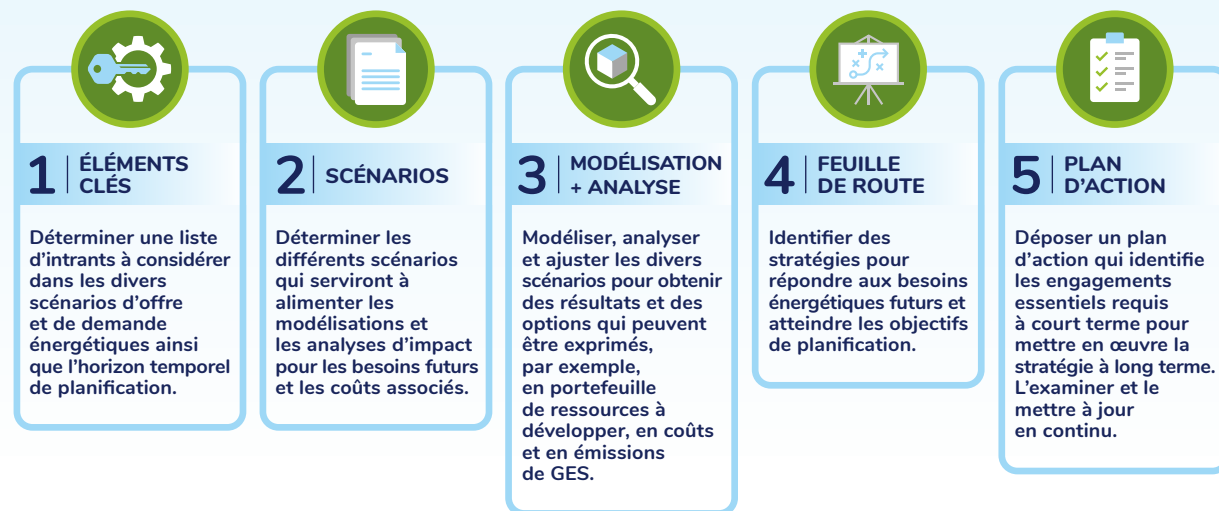 1
ÉLÉMENTS
CLÉS
Déterminer une liste
d'intrants à considérer
dans les divers
scénarios d'offre
et de demande
énergétiques ainsi
que l'horizon temporel
de planification.
2
SCÉNARIOS
Déterminer les
différents scénarios
qui serviront à
alimenter les
modélisations et
les analyses d'impact
pour les besoins futurs
et les coûts associés.
3
MODÉLISATION
+ ANALYSE
Modéliser, analyser
et ajuster les divers
scénarios pour obtenir
des résultats et des
options qui peuvent
être exprimés,
par exemple,
en portefeuille
de ressources à
développer, en coûts
et en émissions
de GES.
4
FEUILLE
DE ROUTE
Identifier des
stratégies pour
répondre aux besoins
énergétiques futurs et
atteindre les objectifs
de planification.
5
PLAN
D'ACTION
Déposer un plan
d'action qui identifie
les engagements
essentiels requis
à court terme pour
mettre en œuvre la
stratégie à long terme.
L'examiner et le
mettre à jour
en continu.